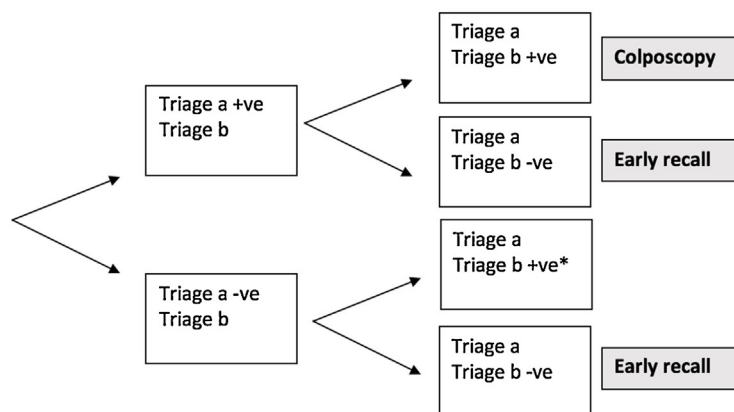 Triage a
Triage b +ve
Colposcopy
Triage a +ve
Triage b
Triage a
Triage b -ve
Early recall
Triage a
Triage b +ve*
Triage a -ve
Triage b
Triage a
Triage b -ve
Early recall